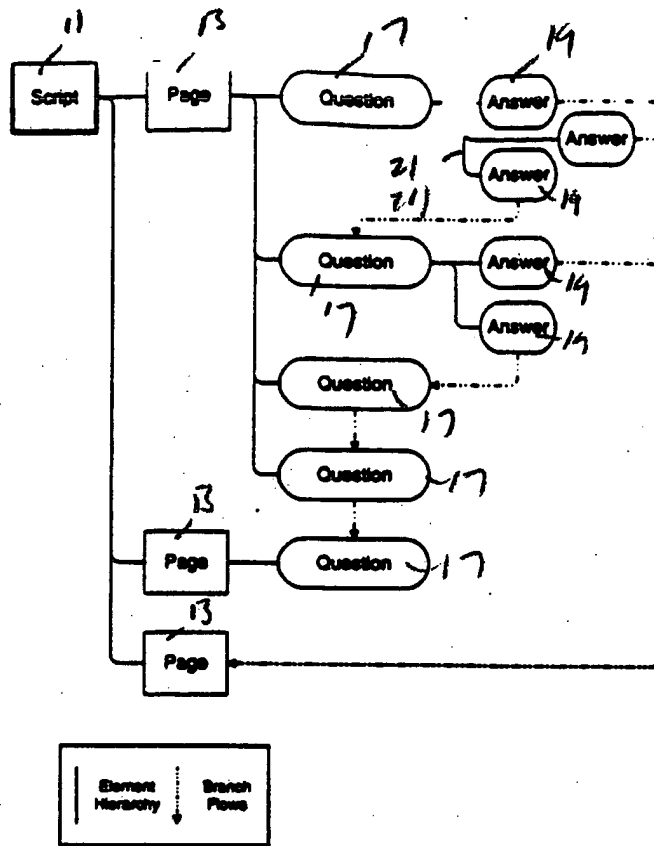 11 13 17 19
Script Page Question Answer
Answer
21 Answer
21 19
Question Answer
17 19
Answer
19
Question
17
Question 17
13
Page Question 17
13
Page
Element Hierarchy
Branch Flows